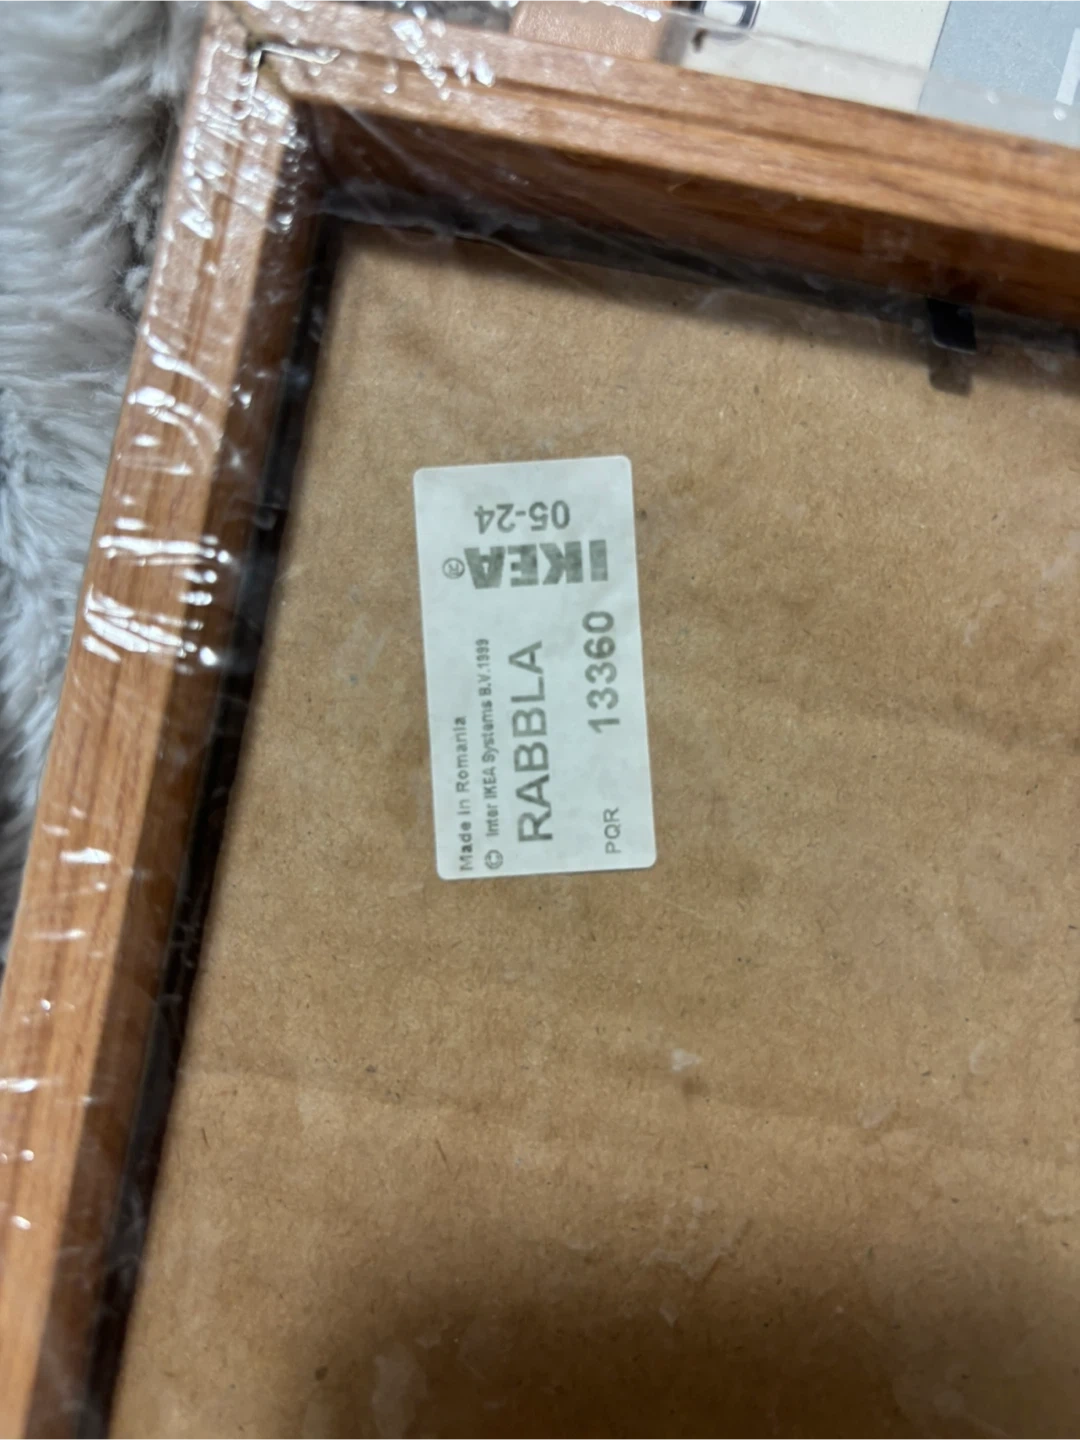 Made in Romania
© Inter IKEA Systems B.V.1999
RABBLA
PQR 13360
IKEA®
05-24